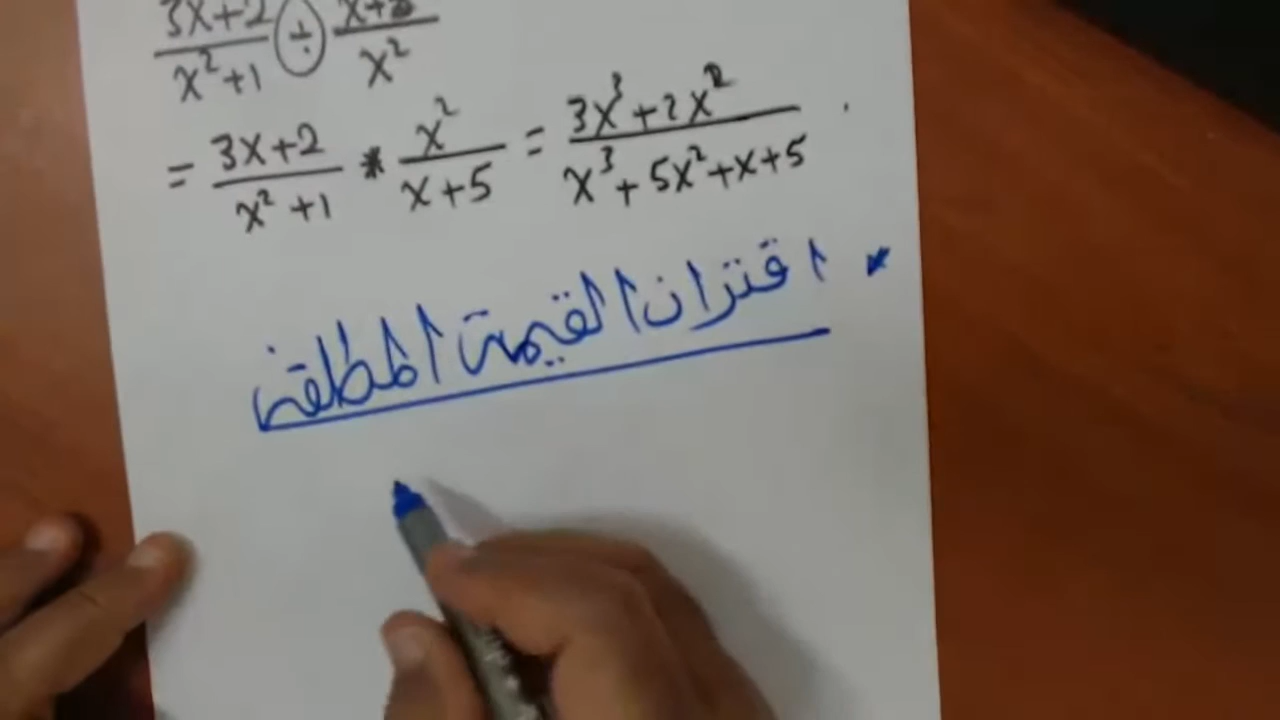 3x+2/x²+1 ÷ x+5/x²
= 3x+2/x²+1 * x²/x+5 = 3x³+2x²/x³+5x²+x+5
* اقتران القيمة المطلقة